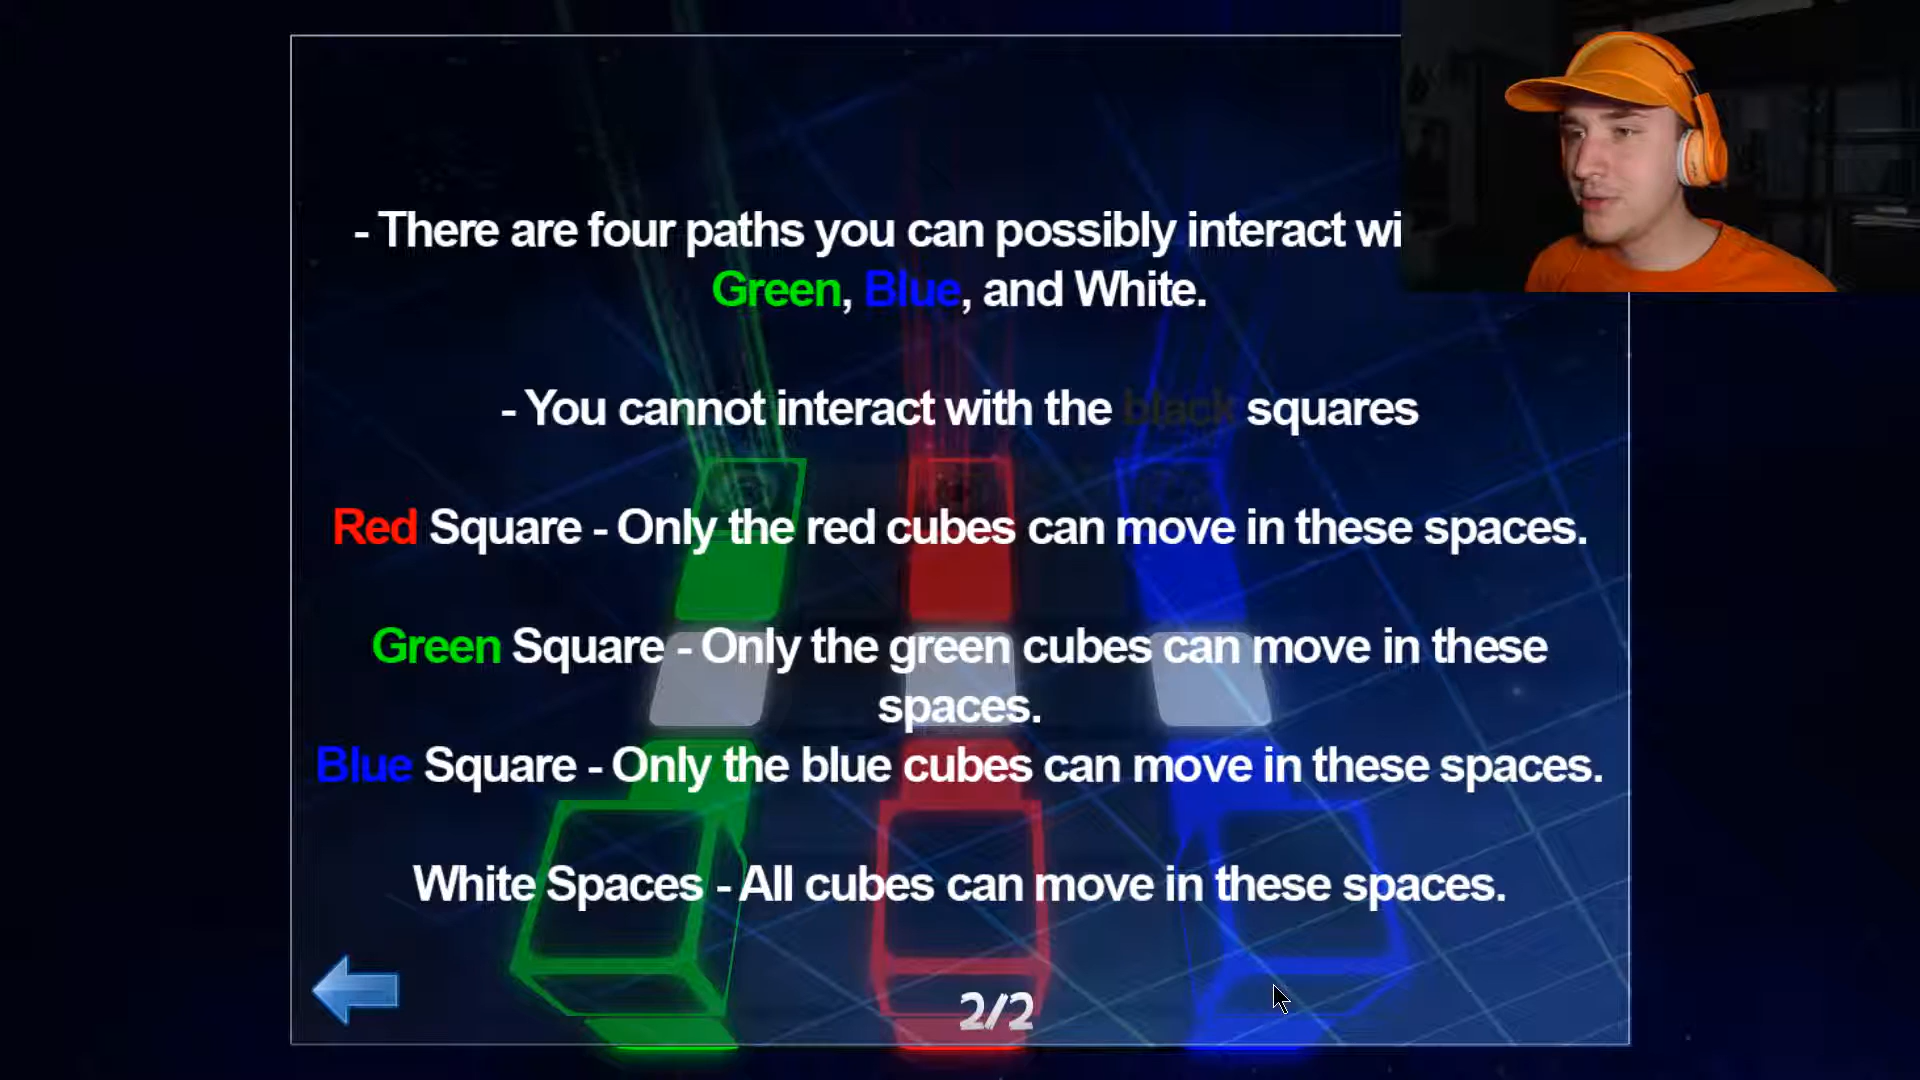 - There are four paths you can possibly interact wi
Green, Blue, and White.
- You cannot interact with the black squares
Red Square - Only the red cubes can move in these spaces.
Green Square - Only the green cubes can move in these
spaces.
Blue Square - Only the blue cubes can move in these spaces.
White Spaces - All cubes can move in these spaces.
2/2